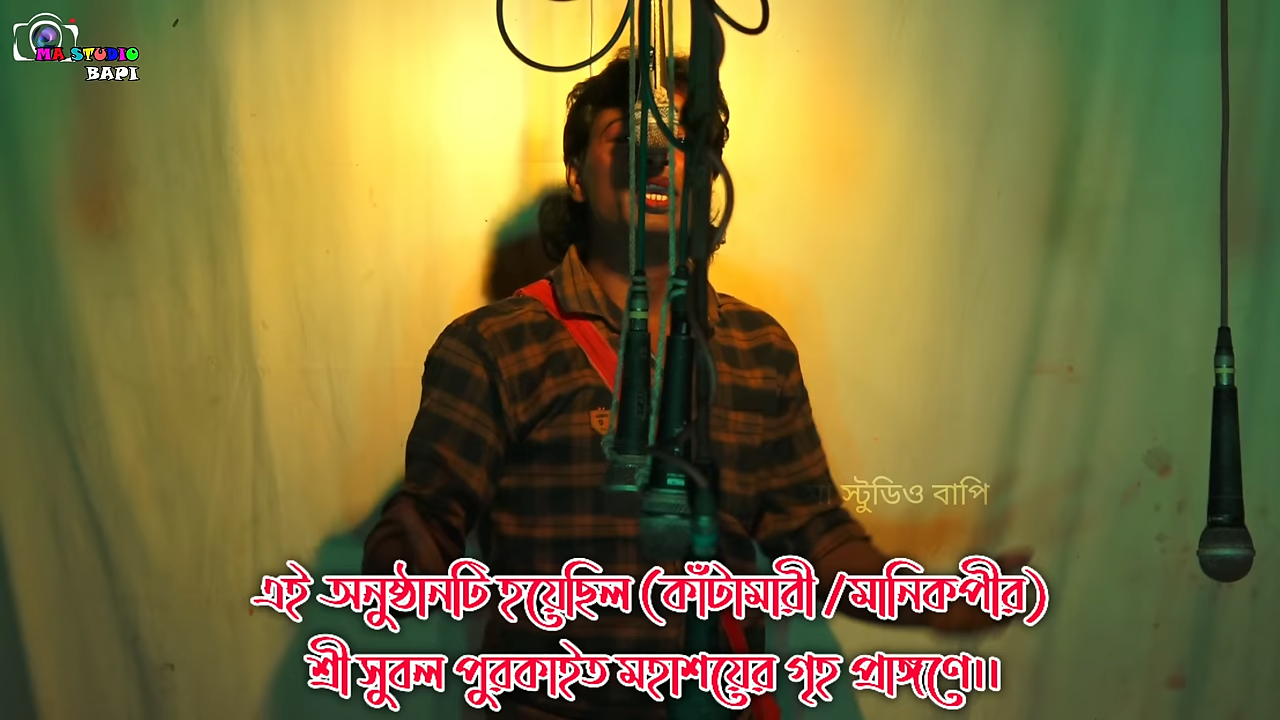 MA STUDIO
BAPI
মা স্টুডিও বাপি
এই অনুষ্ঠানটি হয়েছিল (কাঁটামারী /মানিকপীর)
শ্রী সুবল পুরকাইত মহাশয়ের গৃহ প্রাঙ্গণে।।